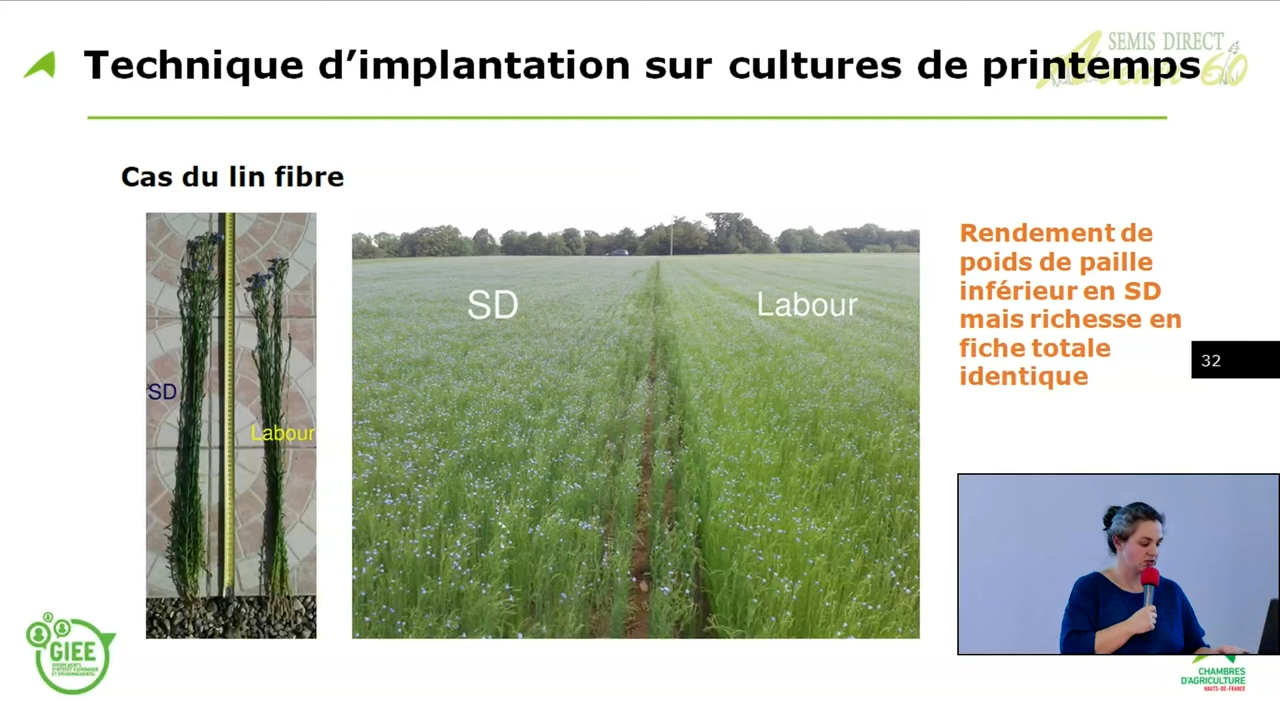 SEMIS DIRECT
60
Technique d’implantation sur cultures de printemps
Cas du lin fibre
SD
Labour
SD
Labour
Rendement de
poids de paille
inférieur en SD
mais richesse en
fiche totale
identique
32
GIEE
CHAMBRES
D'AGRICULTURE
HAUTS-DE-FRANCE